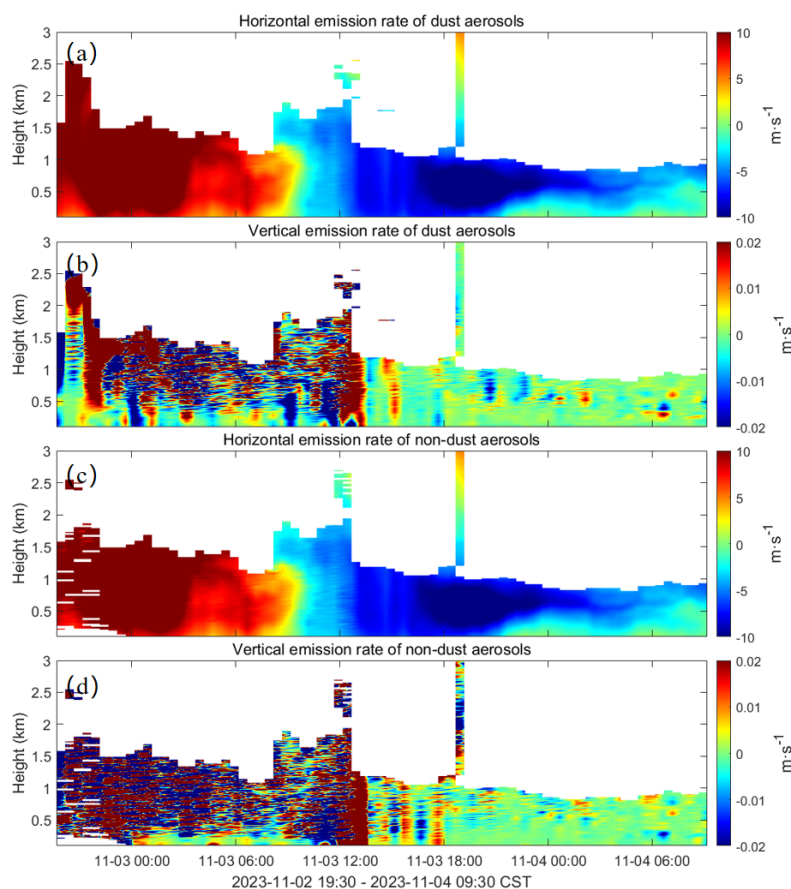 Horizontal emission rate of dust aerosols
(a)
Height (km)
3
2.5
2
1.5
1
0.5
10
5
0
-5
-10
m·s⁻¹
Vertical emission rate of dust aerosols
(b)
Height (km)
3
2.5
2
1.5
1
0.5
0.02
0.01
0
-0.01
-0.02
m·s⁻¹
Horizontal emission rate of non-dust aerosols
(c)
Height (km)
3
2.5
2
1.5
1
0.5
10
5
0
-5
-10
m·s⁻¹
Vertical emission rate of non-dust aerosols
(d)
Height (km)
3
2.5
2
1.5
1
0.5
0.02
0.01
0
-0.01
-0.02
m·s⁻¹
11-03 00:00 11-03 06:00 11-03 12:00 11-03 18:00 11-04 00:00 11-04 06:00
2023-11-02 19:30 - 2023-11-04 09:30 CST